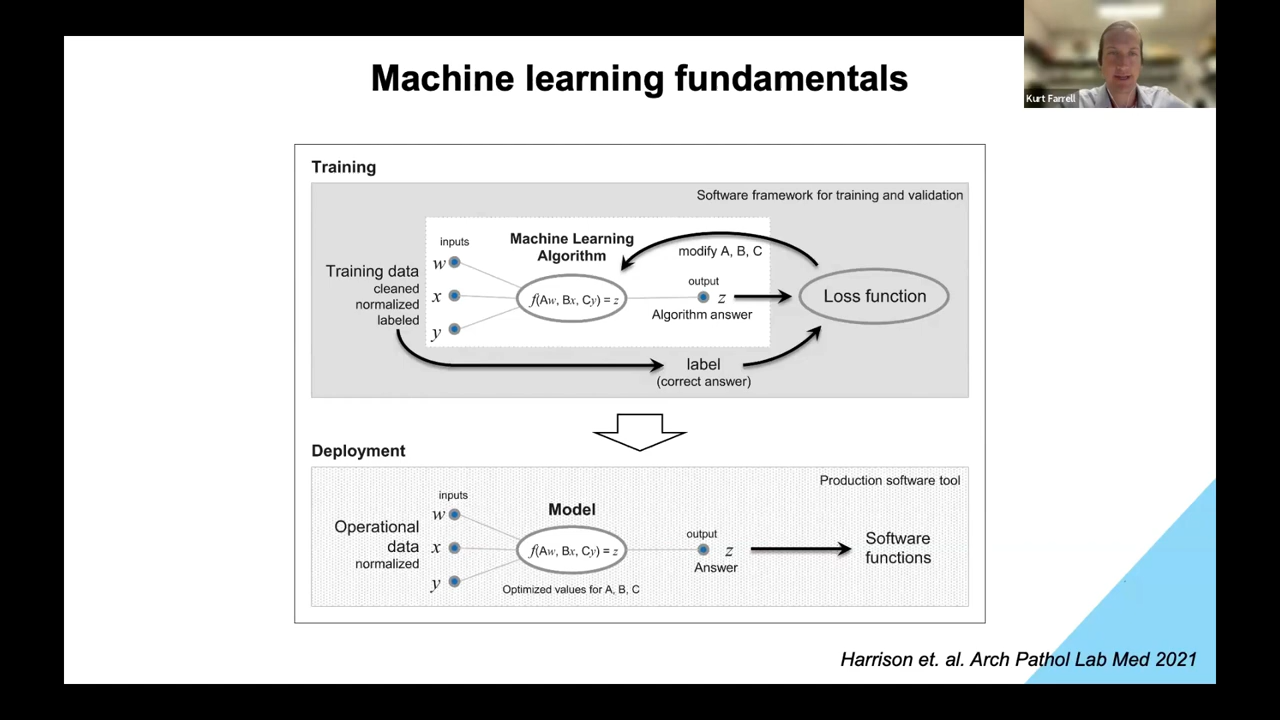 Machine learning fundamentals
Kurt Farrell
Training
Software framework for training and validation
inputs
w
x
y
Training data
cleaned
normalized
labeled
Machine Learning
Algorithm
f(Aw, Bx, Cy) = z
modify A, B, C
output
z
Algorithm answer
Loss function
label
(correct answer)
Deployment
Production software tool
inputs
w
x
y
Operational
data
normalized
Model
f(Aw, Bx, Cy) = z
Optimized values for A, B, C
output
z
Answer
Software
functions
Harrison et. al. Arch Pathol Lab Med 2021